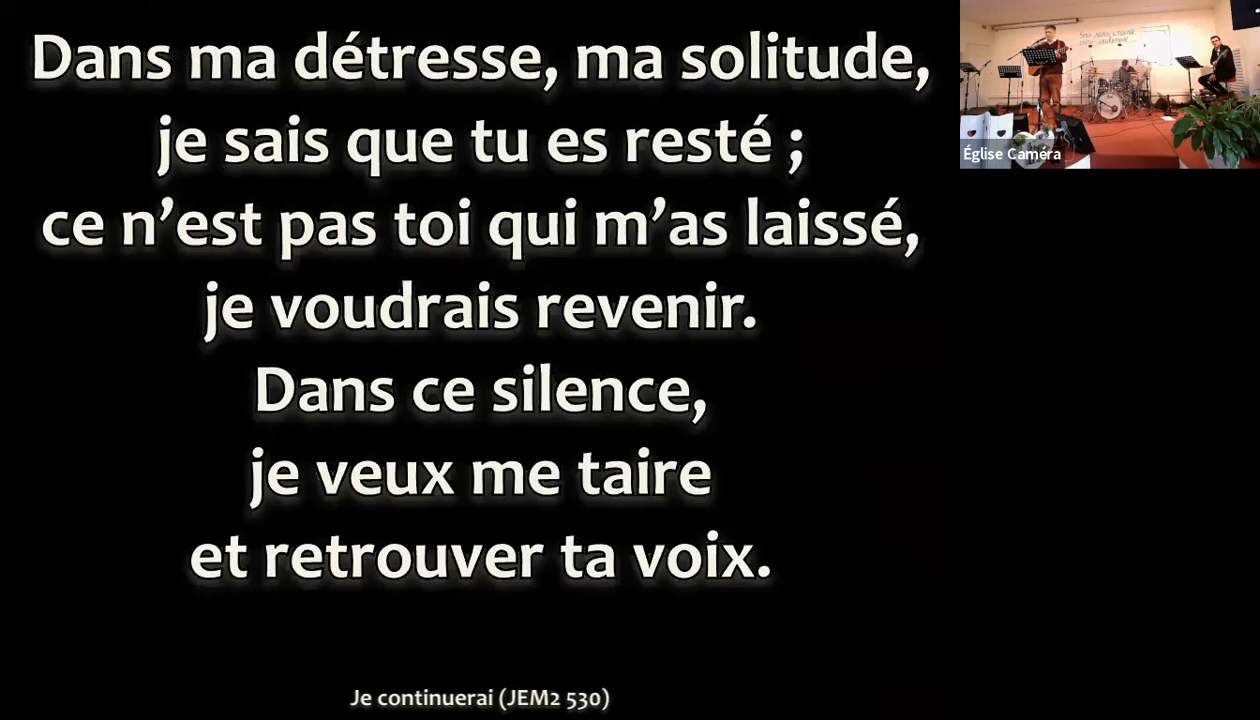 Dans ma détresse, ma solitude,
je sais que tu es resté ;
ce n’est pas toi qui m’as laissé,
je voudrais revenir.
Dans ce silence,
je veux me taire
et retrouver ta voix.
Je continuerai (JEM2 530)
Église Caméra